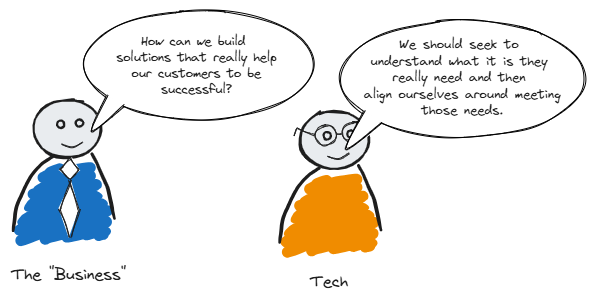 How can we build
solutions that really help
our customers to be
successful?
We should seek to
understand what it is they
really need and then
align ourselves around meeting
those needs.
The "Business"
Tech